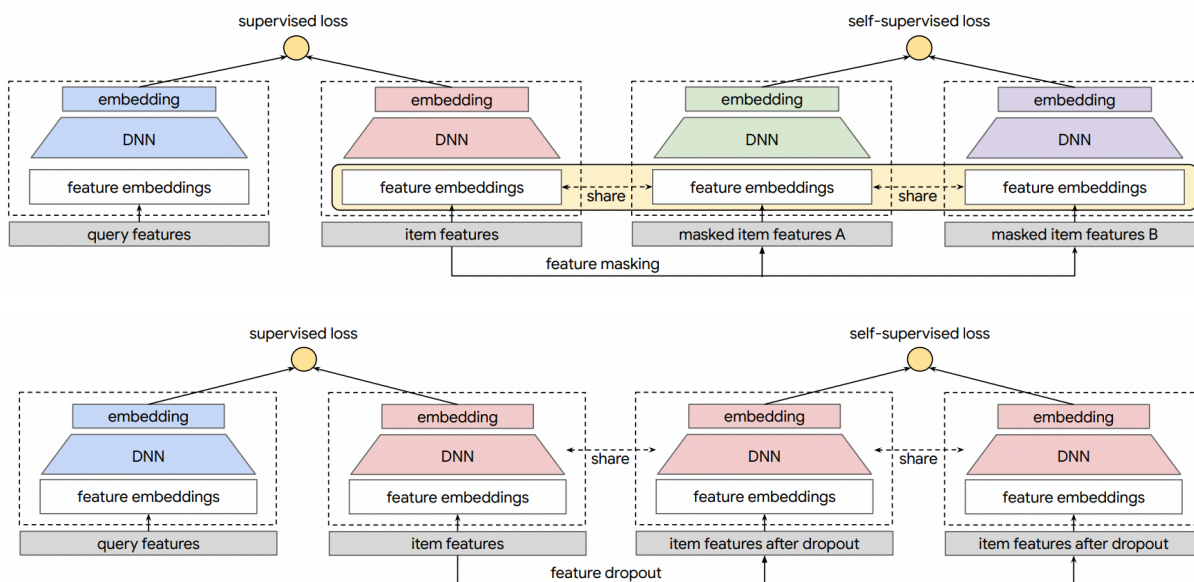 supervised loss
self-supervised loss
embedding
embedding
embedding
embedding
DNN
DNN
DNN
DNN
feature embeddings
feature embeddings
feature embeddings
feature embeddings
share
share
query features
item features
masked item features A
masked item features B
feature masking
supervised loss
self-supervised loss
embedding
embedding
embedding
embedding
DNN
DNN
DNN
DNN
share
share
feature embeddings
feature embeddings
feature embeddings
feature embeddings
query features
item features
item features after dropout
item features after dropout
feature dropout